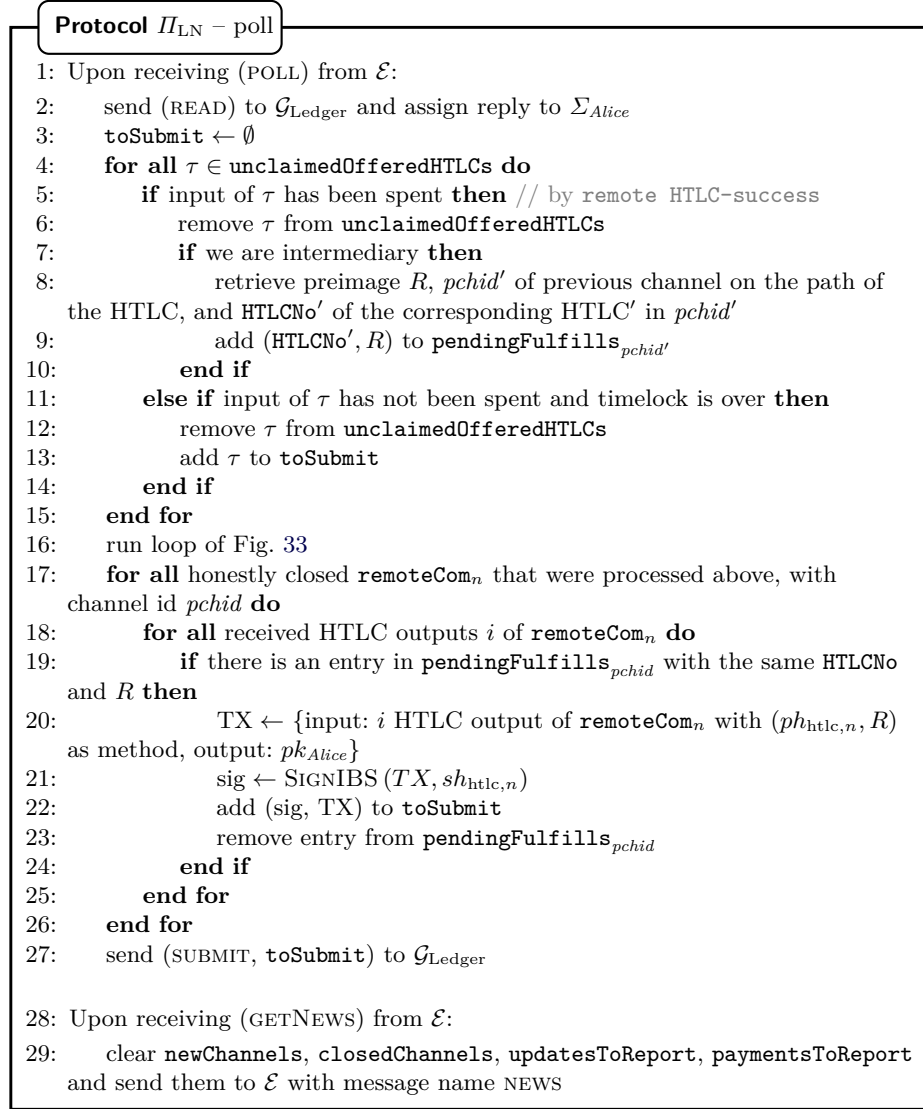 Protocol Π_LN – poll
1: Upon receiving (POLL) from ℰ:
2: send (READ) to 𝒢_Ledger and assign reply to Σ_Alice
3: toSubmit ← ∅
4: for all τ ∈ unclaimedOfferedHTLCs do
5: if input of τ has been spent then // by remote HTLC-success
6: remove τ from unclaimedOfferedHTLCs
7: if we are intermediary then
8: retrieve preimage R, pchid′ of previous channel on the path of
the HTLC, and HTLCNo′ of the corresponding HTLC′ in pchid′
9: add (HTLCNo′, R) to pendingFulfills_pchid′
10: end if
11: else if input of τ has not been spent and timelock is over then
12: remove τ from unclaimedOfferedHTLCs
13: add τ to toSubmit
14: end if
15: end for
16: run loop of Fig. 33
17: for all honestly closed remoteCom_n that were processed above, with
channel id pchid do
18: for all received HTLC outputs i of remoteCom_n do
19: if there is an entry in pendingFulfills_pchid with the same HTLCNo
and R then
20: TX ← {input: i HTLC output of remoteCom_n with (ph_htlc,n, R)
as method, output: pk_Alice}
21: sig ← SIGNIBS (TX, sh_htlc,n)
22: add (sig, TX) to toSubmit
23: remove entry from pendingFulfills_pchid
24: end if
25: end for
26: end for
27: send (SUBMIT, toSubmit) to 𝒢_Ledger
28: Upon receiving (GETNEWS) from ℰ:
29: clear newChannels, closedChannels, updatesToReport, paymentsToReport
and send them to ℰ with message name NEWS